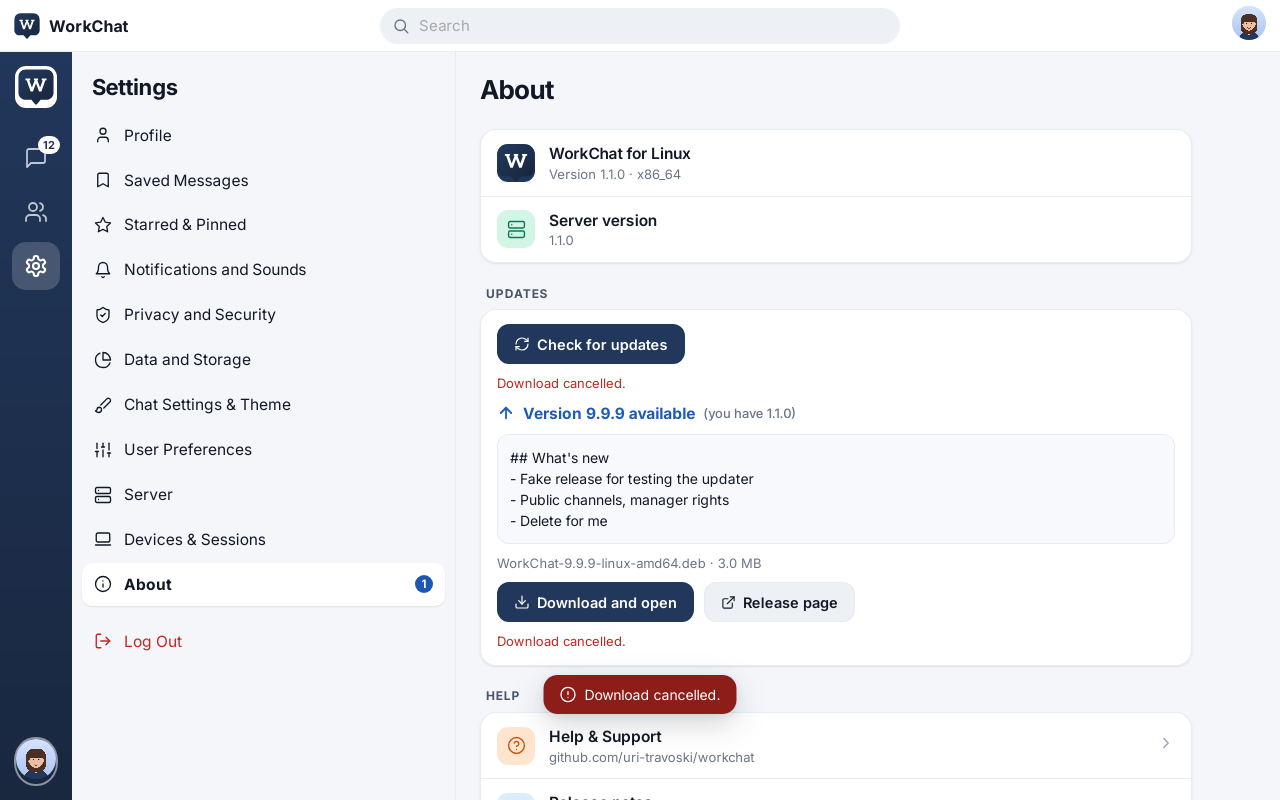 W WorkChat
Search
W
12
Settings
Profile
Saved Messages
Starred & Pinned
Notifications and Sounds
Privacy and Security
Data and Storage
Chat Settings & Theme
User Preferences
Server
Devices & Sessions
About 1
Log Out
About
W WorkChat for Linux
Version 1.1.0 · x86_64
Server version
1.1.0
UPDATES
Check for updates
Download cancelled.
Version 9.9.9 available (you have 1.1.0)
## What's new
- Fake release for testing the updater
- Public channels, manager rights
- Delete for me
WorkChat-9.9.9-linux-amd64.deb · 3.0 MB
Download and open Release page
Download cancelled.
HELP
Download cancelled.
Help & Support
github.com/uri-travoski/workchat